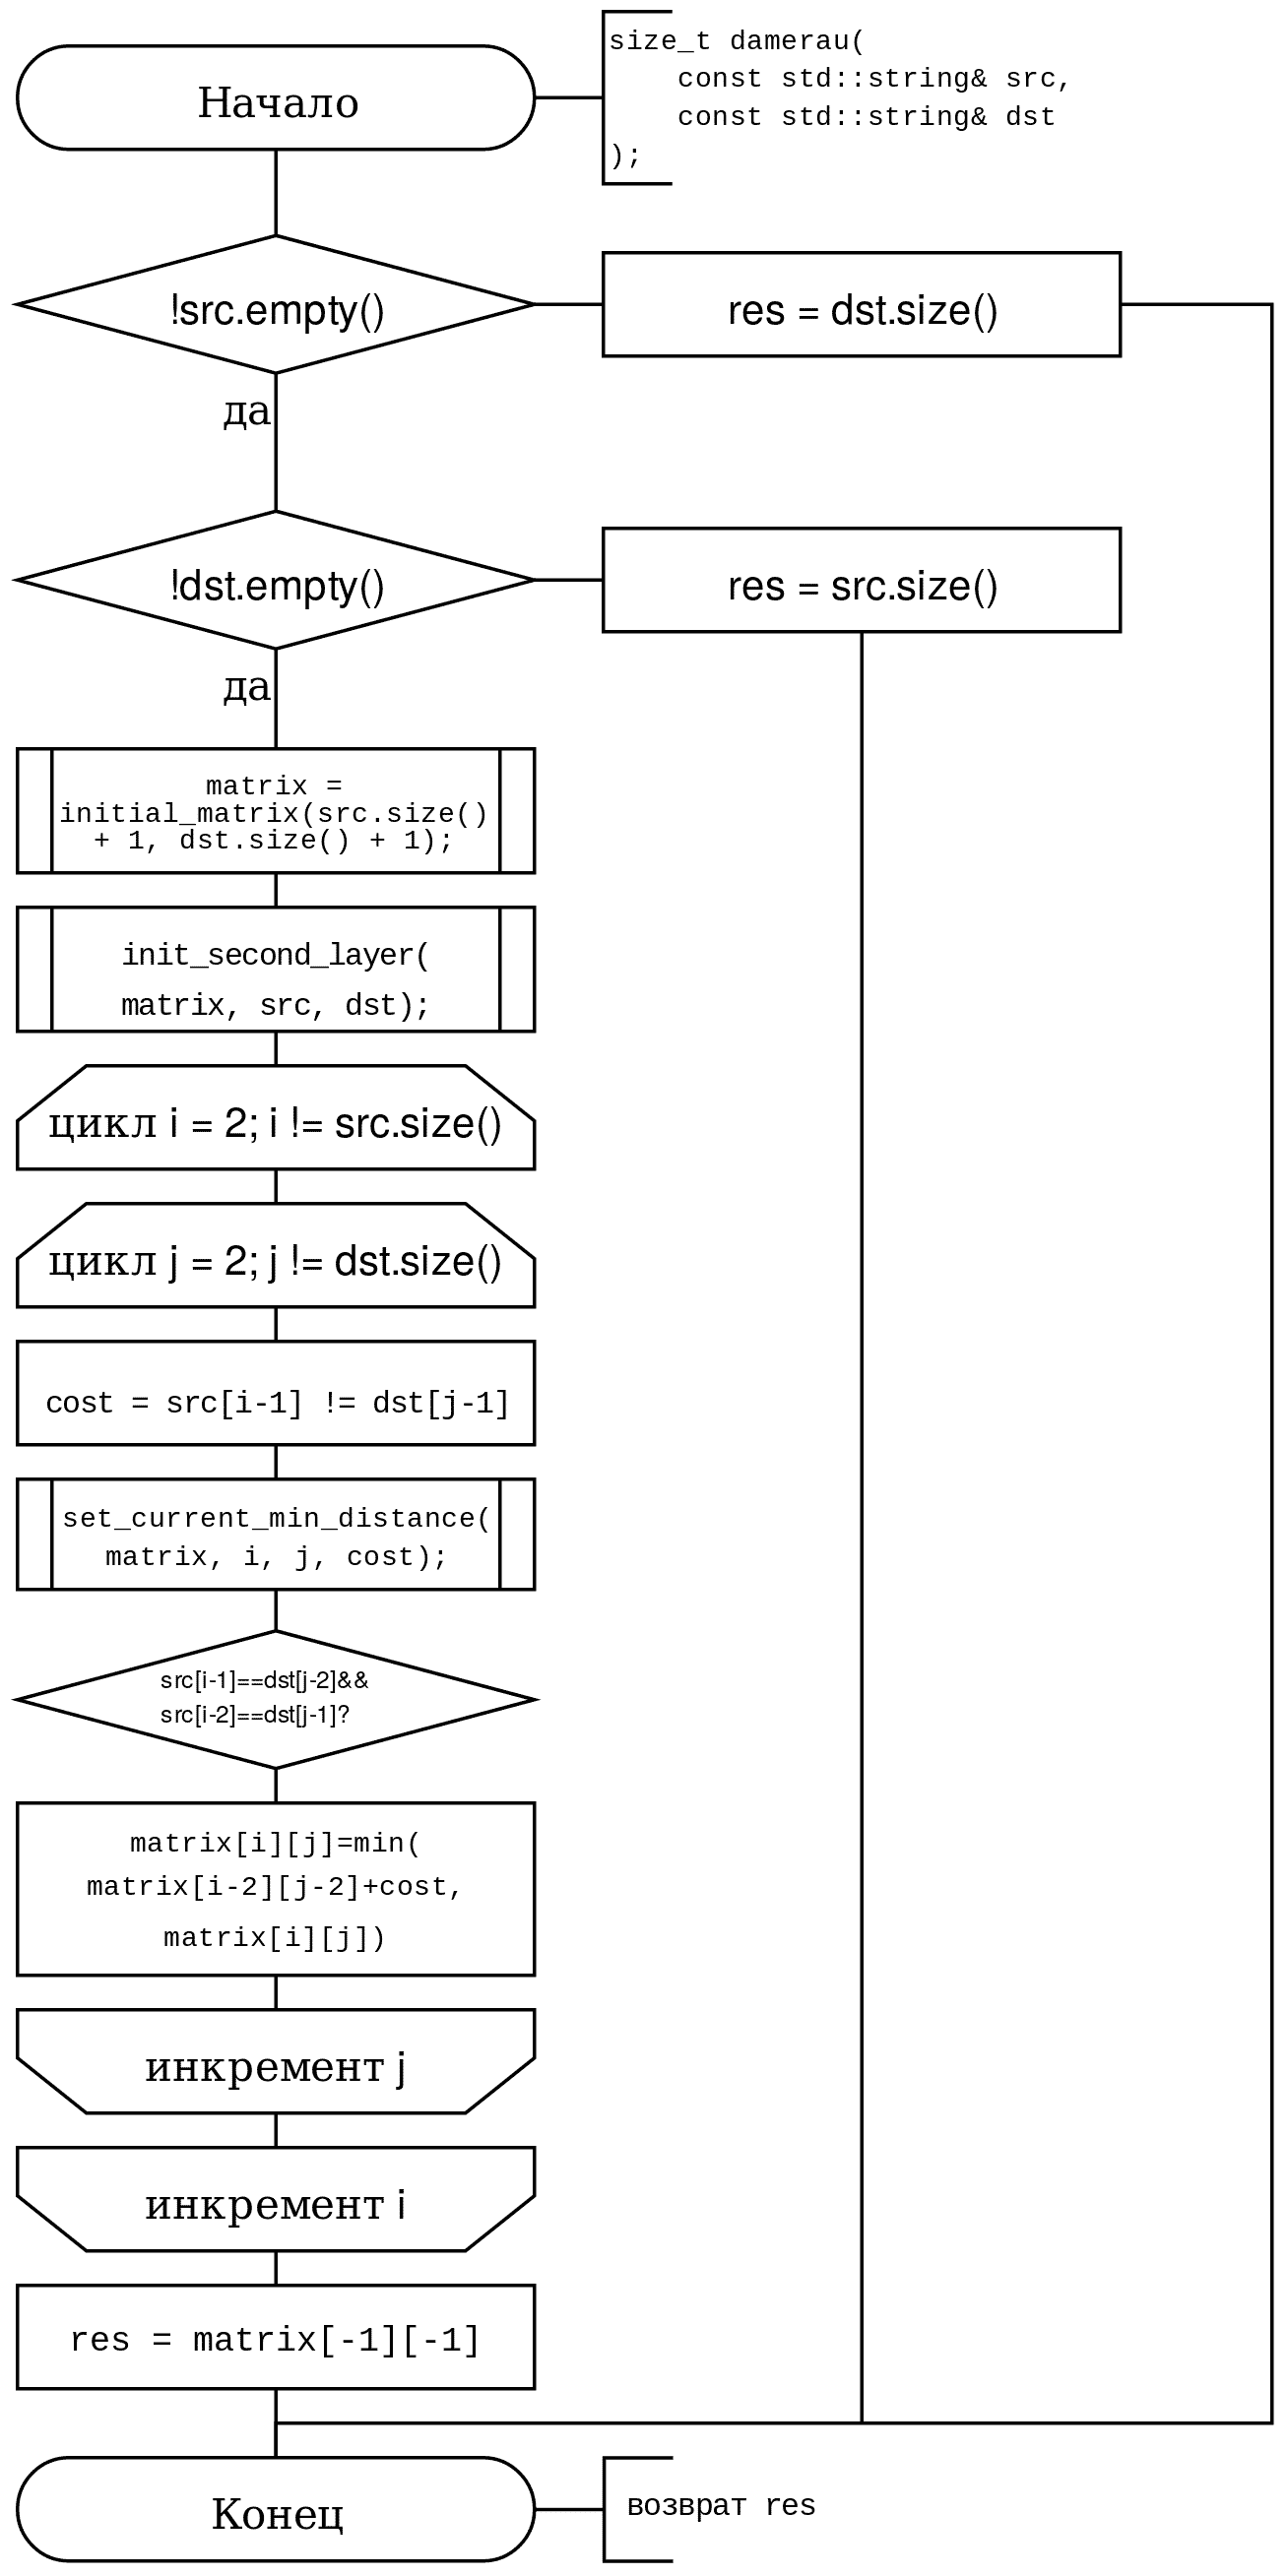 Начало
size_t damerau(
const std::string& src,
const std::string& dst
);
!src.empty()
res = dst.size()
да
!dst.empty()
res = src.size()
да
matrix =
initial_matrix(src.size()
+ 1, dst.size() + 1);
init_second_layer(
matrix, src, dst);
цикл i = 2; i != src.size()
цикл j = 2; j != dst.size()
cost = src[i-1] != dst[j-1]
set_current_min_distance(
matrix, i, j, cost);
src[i-1]==dst[j-2]&&
src[i-2]==dst[j-1]?
matrix[i][j]=min(
matrix[i-2][j-2]+cost,
matrix[i][j])
инкремент j
инкремент i
res = matrix[-1][-1]
Конец
возврат res